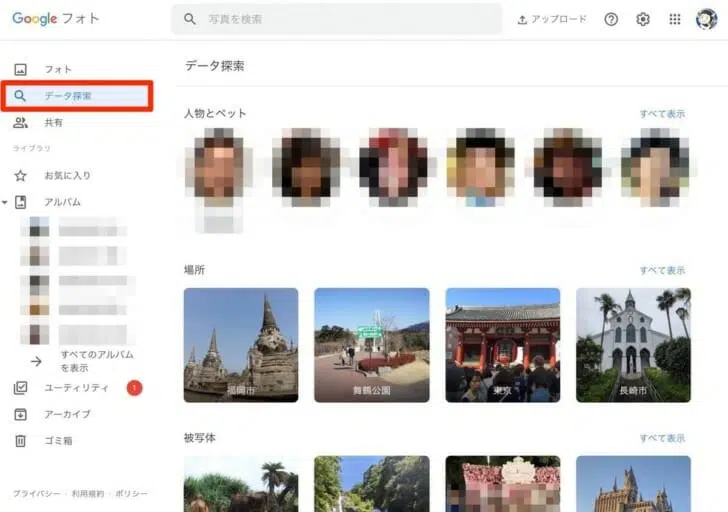 Google フォト
写真を検索
アップロード
フォト
データ探索
共有
ライブラリ
お気に入り
アルバム
すべてのアルバム
を表示
ユーティリティ 1
アーカイブ
ゴミ箱
プライバシー · 利用規約 · ポリシー
データ探索
人物とペット すべて表示
場所 すべて表示
福岡市
舞鶴公園
東京
長崎市
被写体 すべて表示